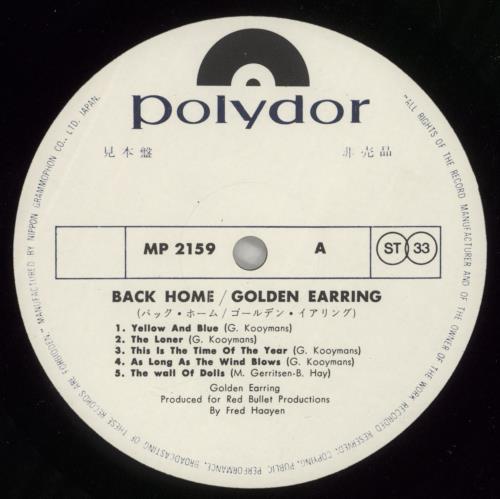 polydor
見本盤 非売品
MP 2159 A ST 33
BACK HOME / GOLDEN EARRING
(バック・ホーム/ゴールデン・イアリング)
1. Yellow And Blue (G. Kooymans)
2. The Loner (G. Kooymans)
3. This Is The Time Of The Year (G. Kooymans)
4. As Long As The Wind Blows (G. Kooymans)
5. The wall Of Dolls (M. Gerritsen-B. Hay)
Golden Earring
Produced for Red Bullet Productions
By Fred Haayen
"ALL RIGHTS OF THE RECORD MANUFACTURER AND OF THE OWNER OF THE WORK RECORDED RESERVED. COPYING, PUBLIC PERFORMANCE, BROADCASTING OF THESE RECORDS ARE FORBIDDEN." MANUFACTURED BY NIPPON GRAMMOPHON CO., LTD. JAPAN.